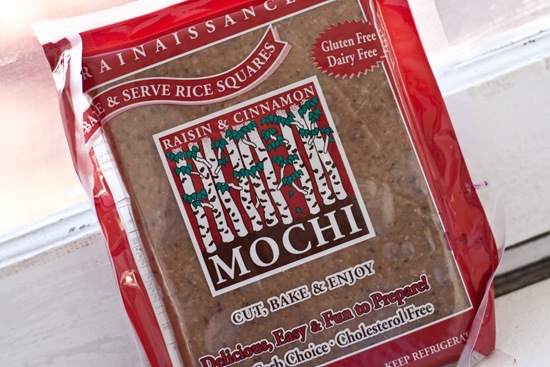 RAINAISSANCE
BAKE & SERVE RICE SQUARES
Gluten Free
Dairy Free
RAISIN & CINNAMON
MOCHI
CUT, BAKE & ENJOY
Delicious, Easy & Fun to Prepare!
Choice · Cholesterol Free
KEEP REFRIGERAT